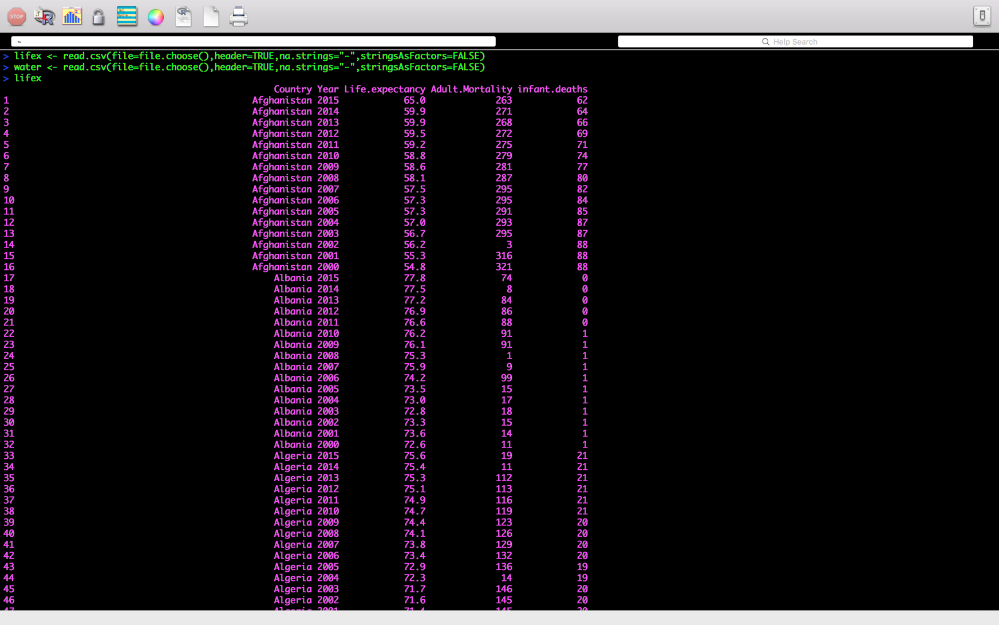 STOP
~
Help Search
> lifex <- read.csv(file=file.choose(),header=TRUE,na.strings="-",stringsAsFactors=FALSE)
> water <- read.csv(file=file.choose(),header=TRUE,na.strings="-",stringsAsFactors=FALSE)
> lifex
Country Year Life.expectancy Adult.Mortality infant.deaths
1 Afghanistan 2015 65.0 263 62
2 Afghanistan 2014 59.9 271 64
3 Afghanistan 2013 59.9 268 66
4 Afghanistan 2012 59.5 272 69
5 Afghanistan 2011 59.2 275 71
6 Afghanistan 2010 58.8 279 74
7 Afghanistan 2009 58.6 281 77
8 Afghanistan 2008 58.1 287 80
9 Afghanistan 2007 57.5 295 82
10 Afghanistan 2006 57.3 295 84
11 Afghanistan 2005 57.3 291 85
12 Afghanistan 2004 57.0 293 87
13 Afghanistan 2003 56.7 295 87
14 Afghanistan 2002 56.2 3 88
15 Afghanistan 2001 55.3 316 88
16 Afghanistan 2000 54.8 321 88
17 Albania 2015 77.8 74 0
18 Albania 2014 77.5 8 0
19 Albania 2013 77.2 84 0
20 Albania 2012 76.9 86 0
21 Albania 2011 76.6 88 0
22 Albania 2010 76.2 91 1
23 Albania 2009 76.1 91 1
24 Albania 2008 75.3 1 1
25 Albania 2007 75.9 9 1
26 Albania 2006 74.2 99 1
27 Albania 2005 73.5 15 1
28 Albania 2004 73.0 17 1
29 Albania 2003 72.8 18 1
30 Albania 2002 73.3 15 1
31 Albania 2001 73.6 14 1
32 Albania 2000 72.6 11 1
33 Algeria 2015 75.6 19 21
34 Algeria 2014 75.4 11 21
35 Algeria 2013 75.3 112 21
36 Algeria 2012 75.1 113 21
37 Algeria 2011 74.9 116 21
38 Algeria 2010 74.7 119 21
39 Algeria 2009 74.4 123 20
40 Algeria 2008 74.1 126 20
41 Algeria 2007 73.8 129 20
42 Algeria 2006 73.4 132 20
43 Algeria 2005 72.9 136 19
44 Algeria 2004 72.3 14 19
45 Algeria 2003 71.7 146 20
46 Algeria 2002 71.6 145 20